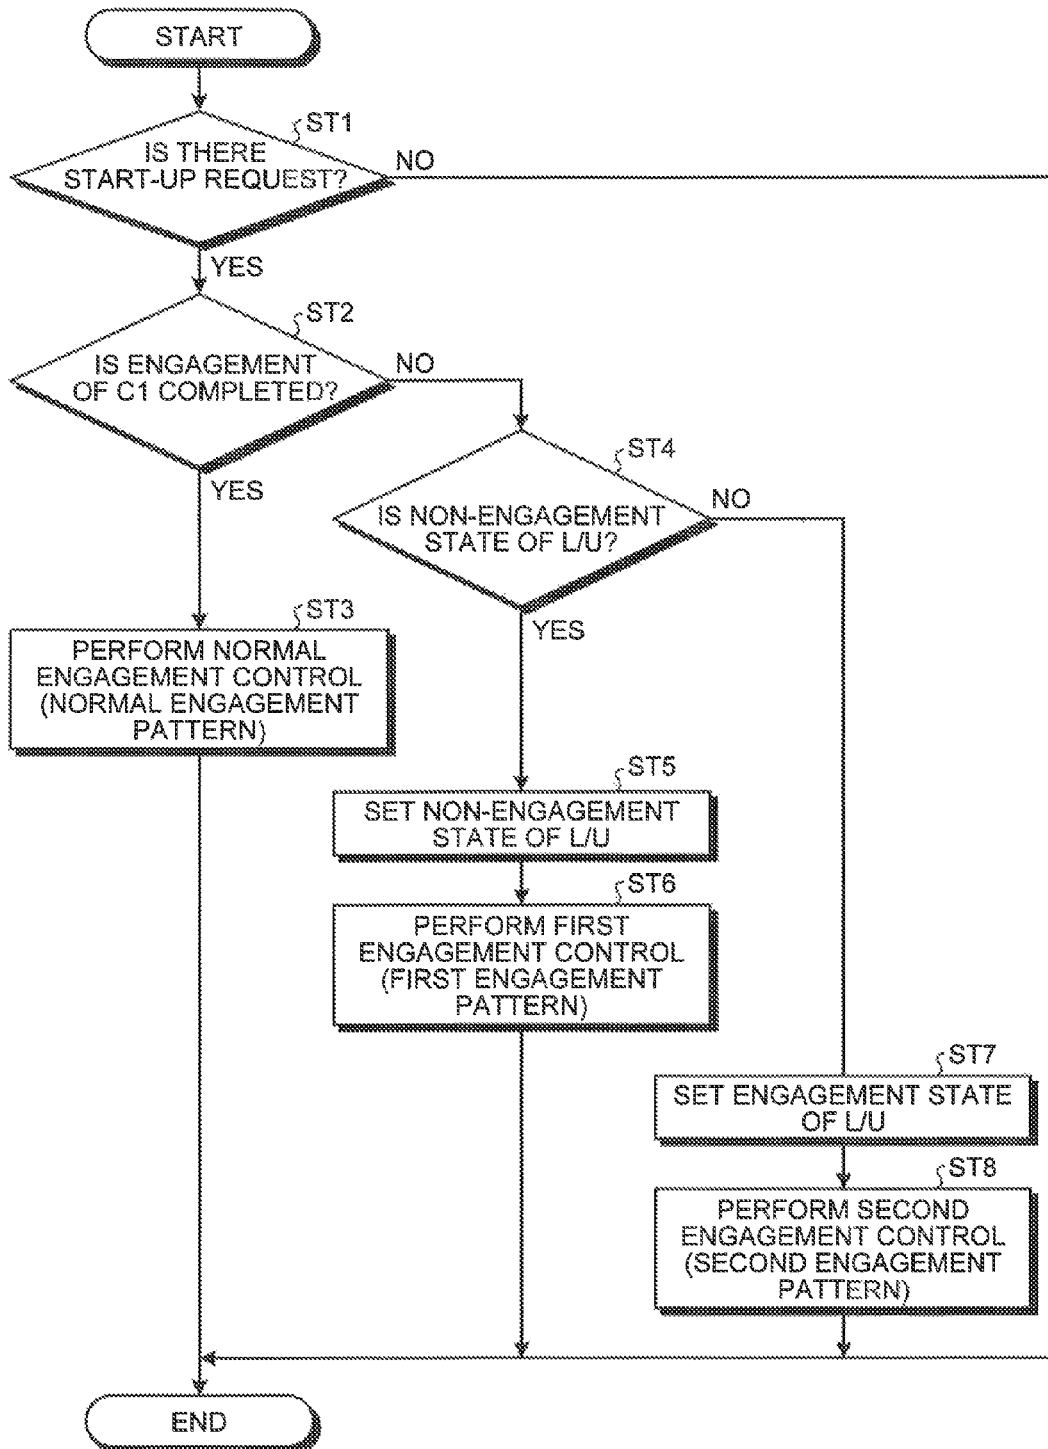 START
ST1
IS THERE
START-UP REQUEST?
NO
YES
ST2
IS ENGAGEMENT
OF C1 COMPLETED?
NO
YES
ST4
IS NON-ENGAGEMENT
STATE OF L/U?
NO
YES
ST3
PERFORM NORMAL
ENGAGEMENT CONTROL
(NORMAL ENGAGEMENT
PATTERN)
ST5
SET NON-ENGAGEMENT
STATE OF L/U
ST6
PERFORM FIRST
ENGAGEMENT CONTROL
(FIRST ENGAGEMENT
PATTERN)
ST7
SET ENGAGEMENT STATE
OF L/U
ST8
PERFORM SECOND
ENGAGEMENT CONTROL
(SECOND ENGAGEMENT
PATTERN)
END